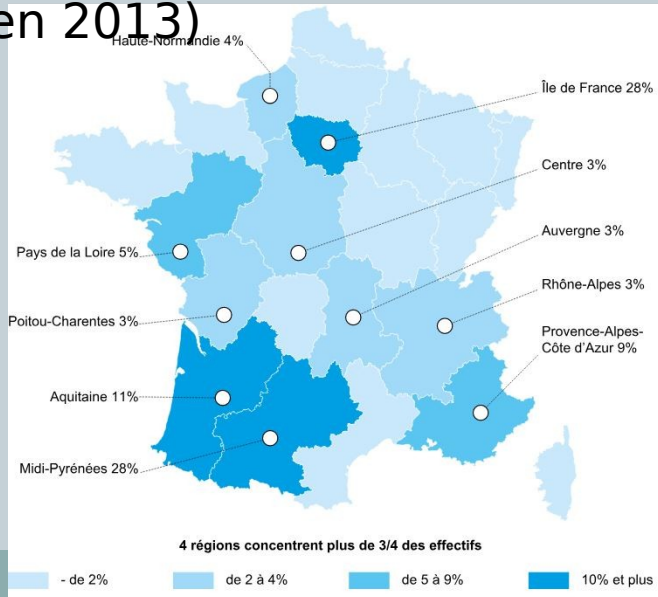 en 2013)
Haute-Normandie 4%
Île de France 28%
Centre 3%
Auvergne 3%
Pays de la Loire 5%
Rhône-Alpes 3%
Poitou-Charentes 3%
Provence-Alpes-
Côte d'Azur 9%
Aquitaine 11%
Midi-Pyrénées 28%
4 régions concentrent plus de 3/4 des effectifs
- de 2%
de 2 à 4%
de 5 à 9%
10% et plus